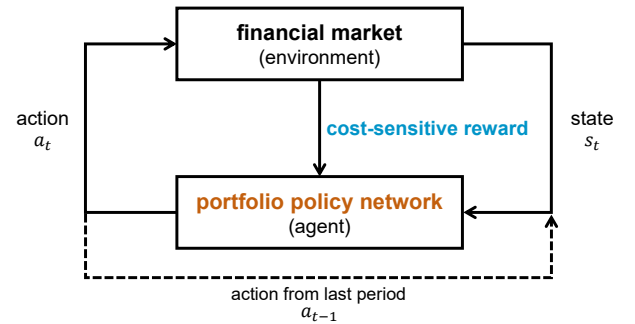 financial market
(environment)
action
a_t
cost-sensitive reward
state
s_t
portfolio policy network
(agent)
action from last period
a_{t−1}